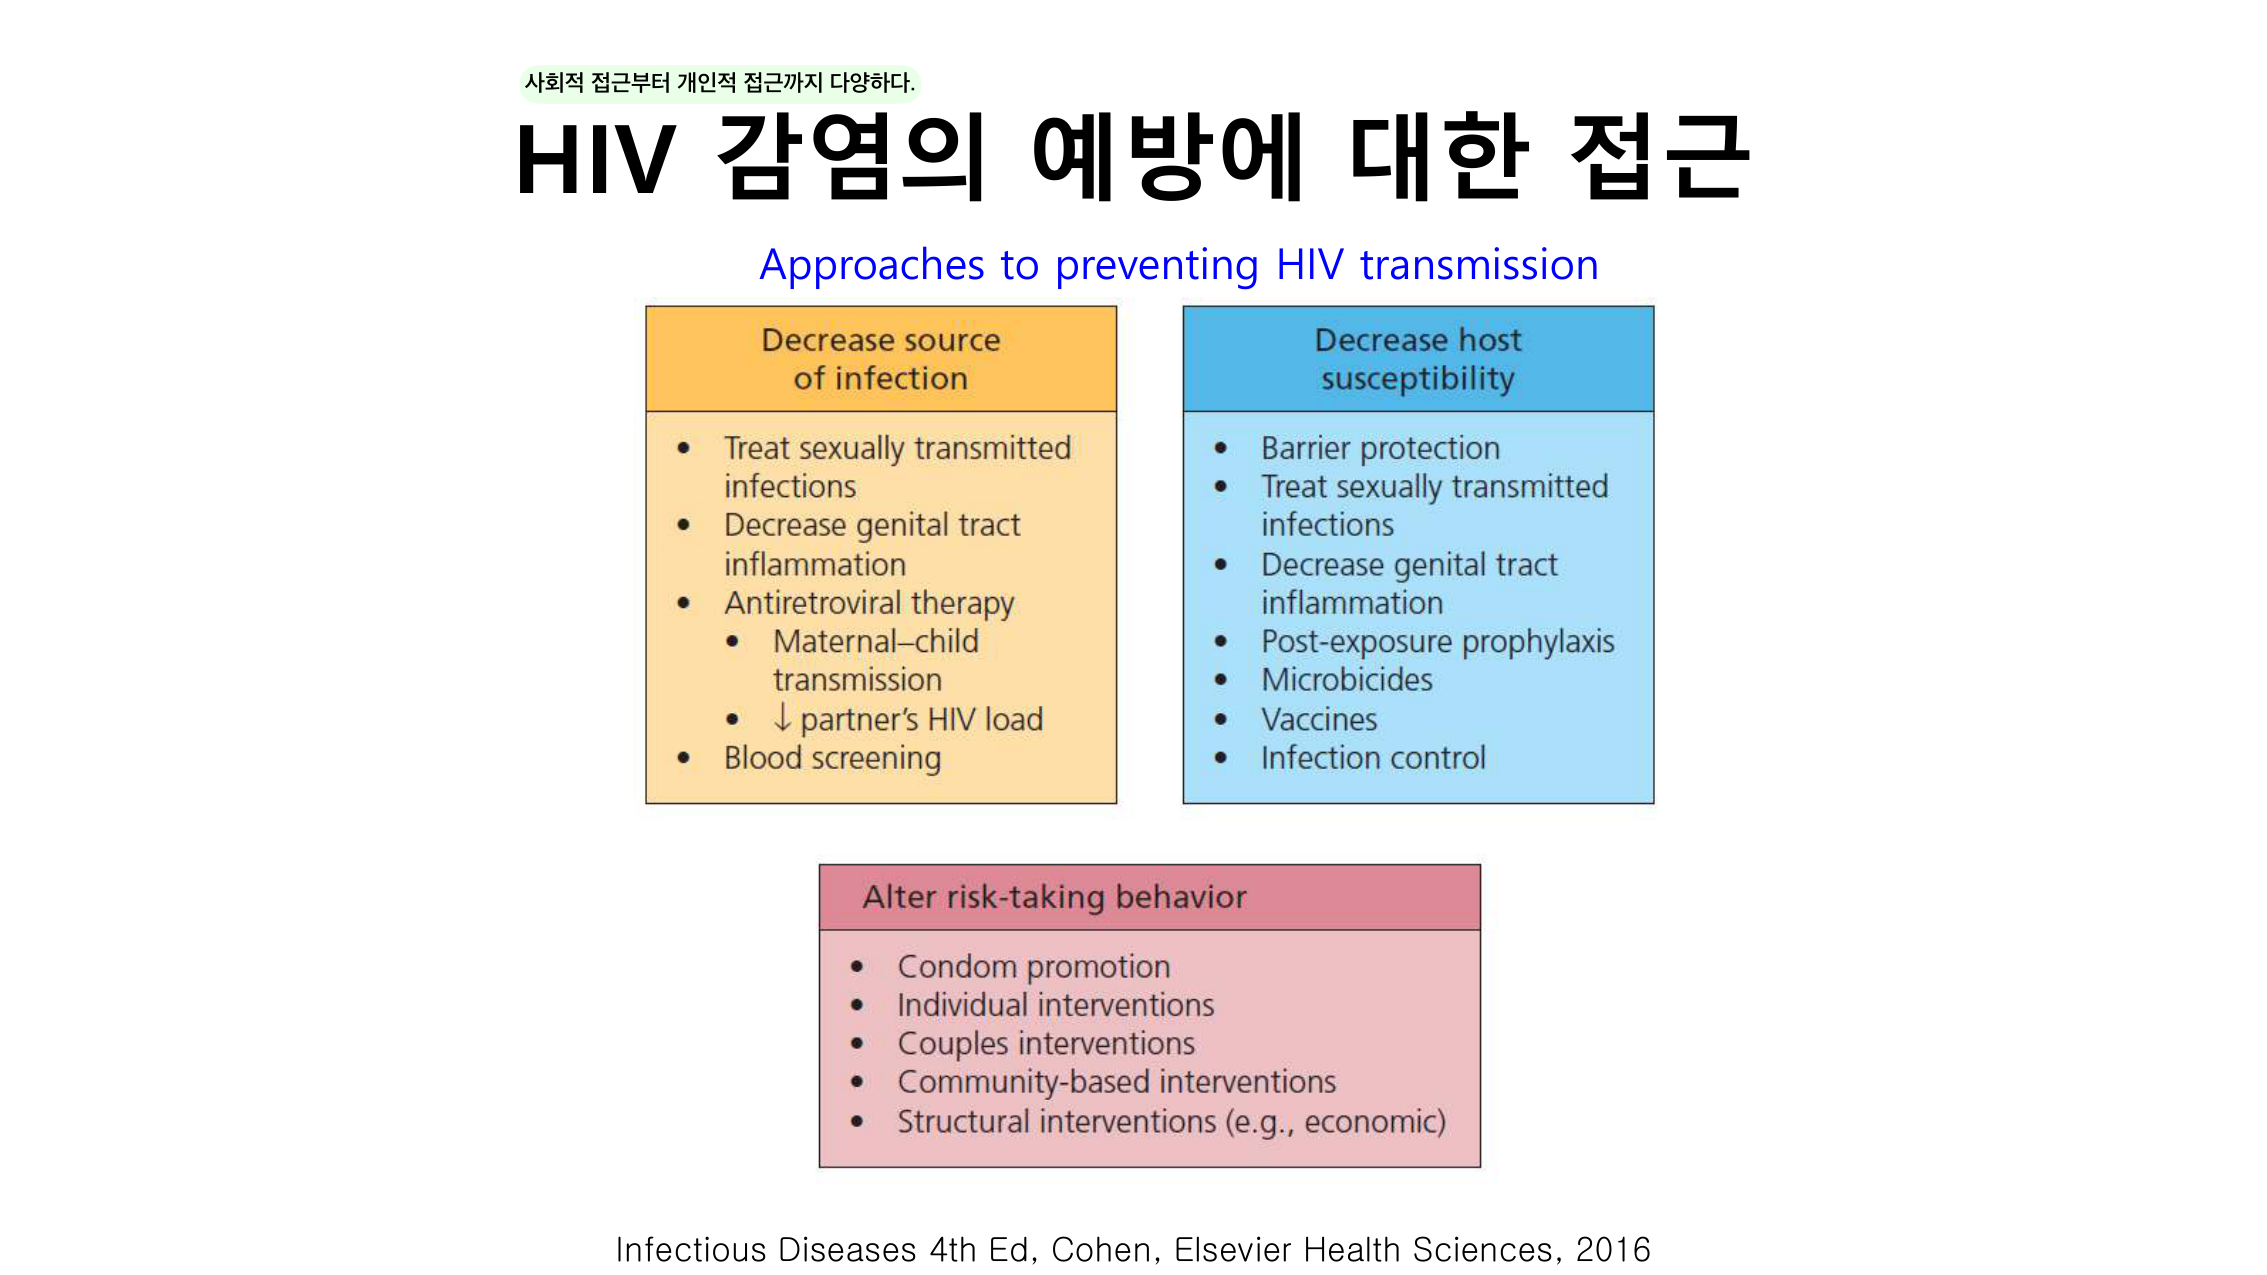 사회적 접근부터 개인적 접근까지 다양하다.
HIV 감염의 예방에 대한 접근
Approaches to preventing HIV transmission
Decrease source
of infection
• Treat sexually transmitted
infections
• Decrease genital tract
inflammation
• Antiretroviral therapy
• Maternal–child
transmission
• ↓ partner’s HIV load
• Blood screening
Decrease host
susceptibility
• Barrier protection
• Treat sexually transmitted
infections
• Decrease genital tract
inflammation
• Post-exposure prophylaxis
• Microbicides
• Vaccines
• Infection control
Alter risk-taking behavior
• Condom promotion
• Individual interventions
• Couples interventions
• Community-based interventions
• Structural interventions (e.g., economic)
Infectious Diseases 4th Ed, Cohen, Elsevier Health Sciences, 2016